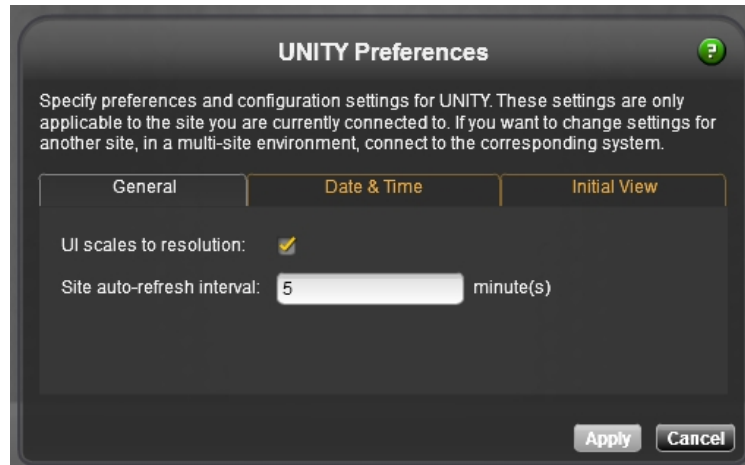 UNITY Preferences
?
Specify preferences and configuration settings for UNITY. These settings are only
applicable to the site you are currently connected to. If you want to change settings for
another site, in a multi-site environment, connect to the corresponding system.
General Date & Time Initial View
UI scales to resolution:
Site auto-refresh interval: 5 minute(s)
Apply Cancel